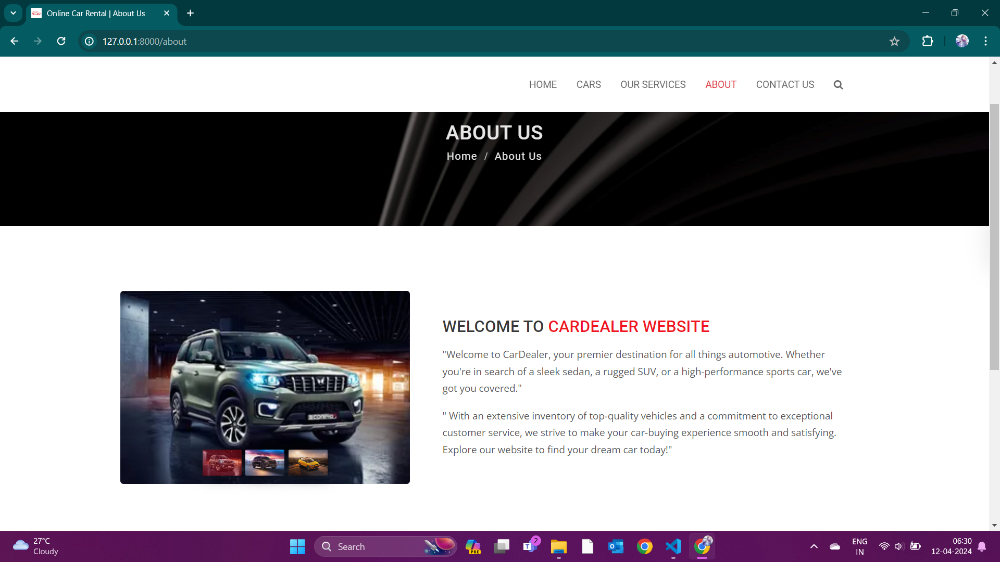 Online Car Rental | About Us
127.0.0.1:8000/about
HOME CARS OUR SERVICES ABOUT CONTACT US
ABOUT US
Home / About Us
WELCOME TO CARDEALER WEBSITE
"Welcome to CarDealer, your premier destination for all things automotive. Whether
you're in search of a sleek sedan, a rugged SUV, or a high-performance sports car, we've
got you covered."
" With an extensive inventory of top-quality vehicles and a commitment to exceptional
customer service, we strive to make your car-buying experience smooth and satisfying.
Explore our website to find your dream car today!"
27°C
Cloudy
Search
PRE
2
ENG
IN
06:30
12-04-2024